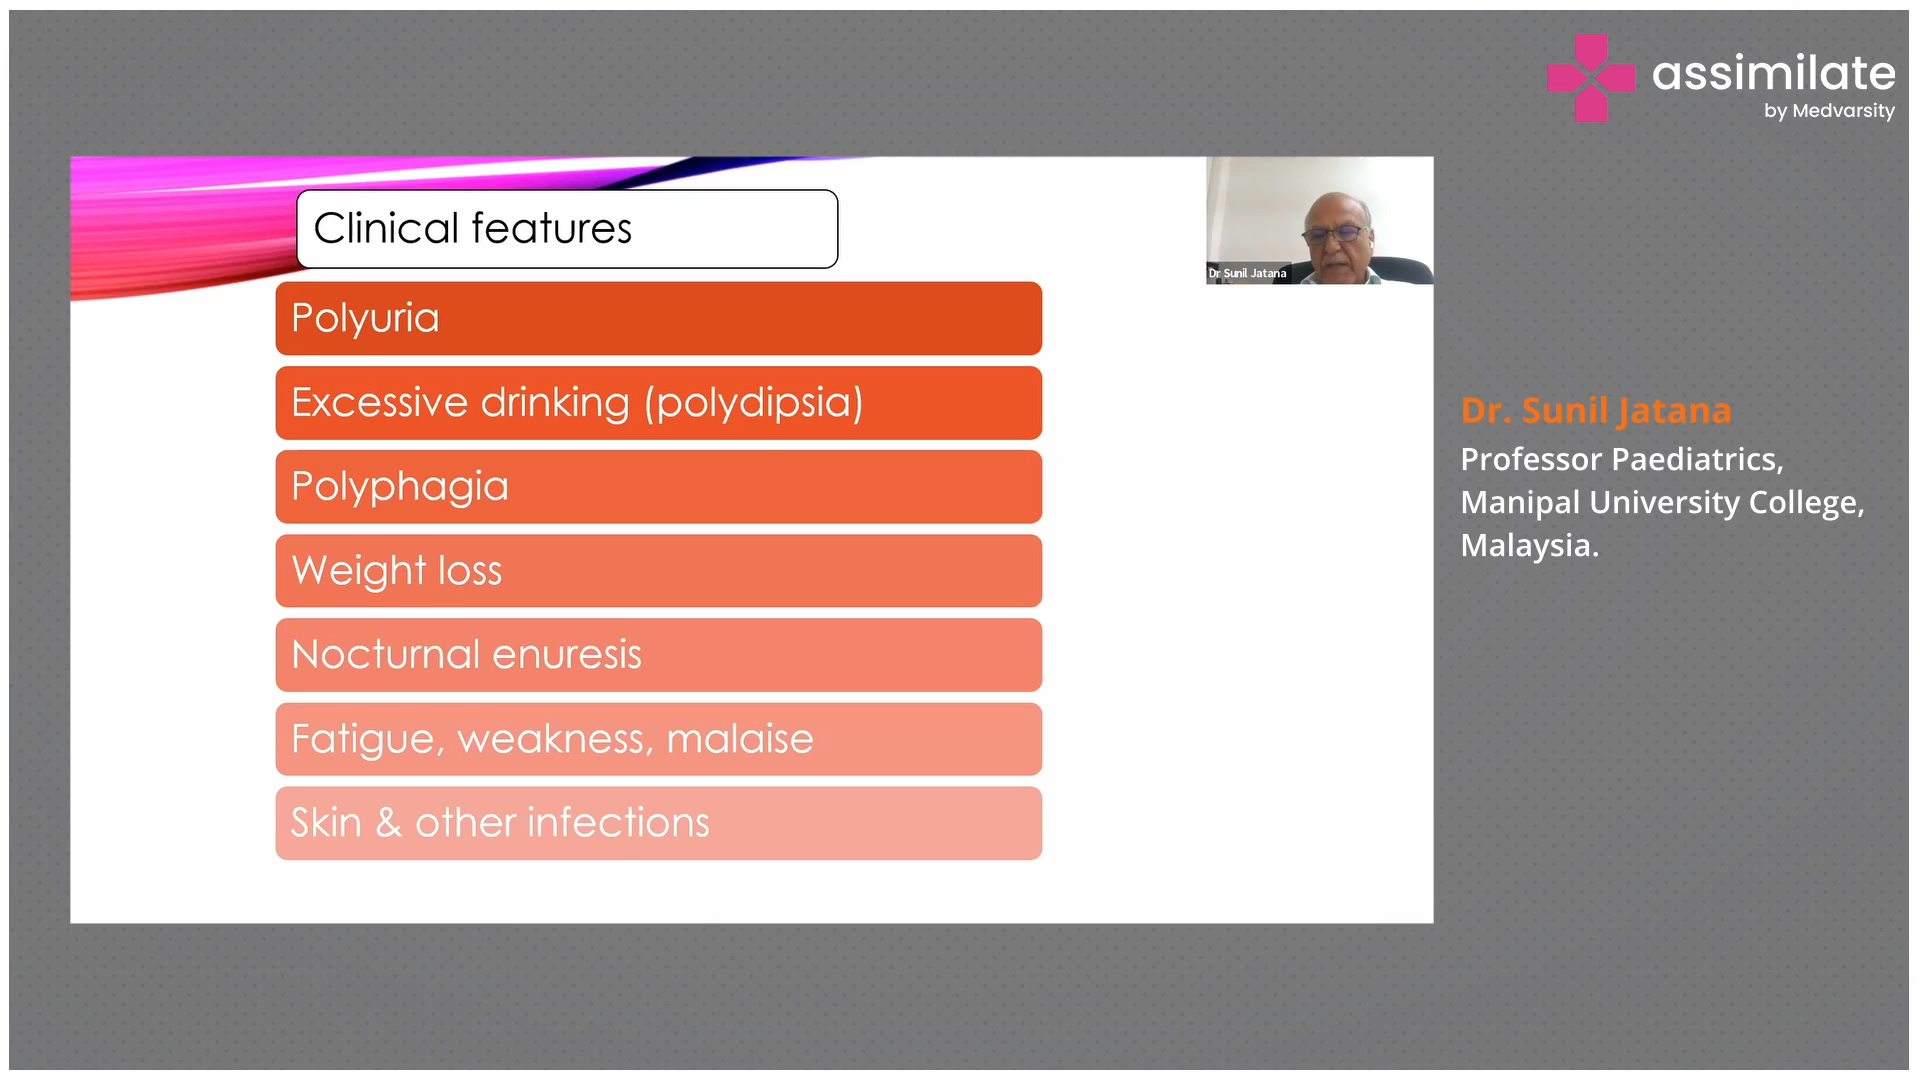 assimilate
by Medvarsity
Clinical features
Dr Sunil Jatana
Polyuria
Excessive drinking (polydipsia)
Polyphagia
Weight loss
Nocturnal enuresis
Fatigue, weakness, malaise
Skin & other infections
Dr. Sunil Jatana
Professor Paediatrics,
Manipal University College,
Malaysia.